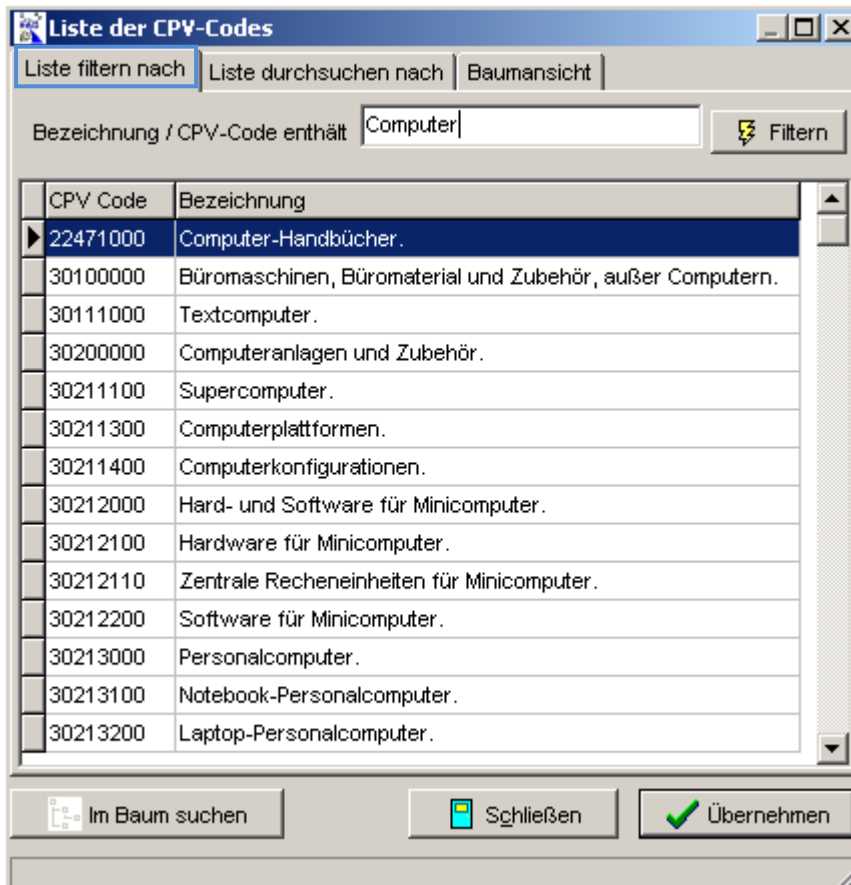 Liste der CPV-Codes
Liste filtern nach Liste durchsuchen nach Baumansicht
Bezeichnung / CPV-Code enthält Computer Filtern
CPV Code Bezeichnung
22471000 Computer-Handbücher.
30100000 Büromaschinen, Büromaterial und Zubehör, außer Computern.
30111000 Textcomputer.
30200000 Computeranlagen und Zubehör.
30211100 Supercomputer.
30211300 Computerplattformen.
30211400 Computerkonfigurationen.
30212000 Hard- und Software für Minicomputer.
30212100 Hardware für Minicomputer.
30212110 Zentrale Recheneinheiten für Minicomputer.
30212200 Software für Minicomputer.
30213000 Personalcomputer.
30213100 Notebook-Personalcomputer.
30213200 Laptop-Personalcomputer.
Im Baum suchen Schließen Übernehmen